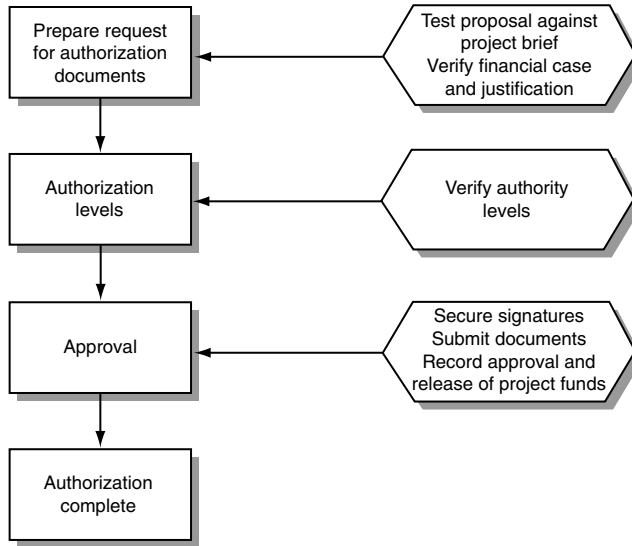 Prepare request
for authorization
documents
Test proposal against
project brief
Verify financial case
and justification
Authorization
levels
Verify authority
levels
Approval
Secure signatures
Submit documents
Record approval and
release of project funds
Authorization
complete